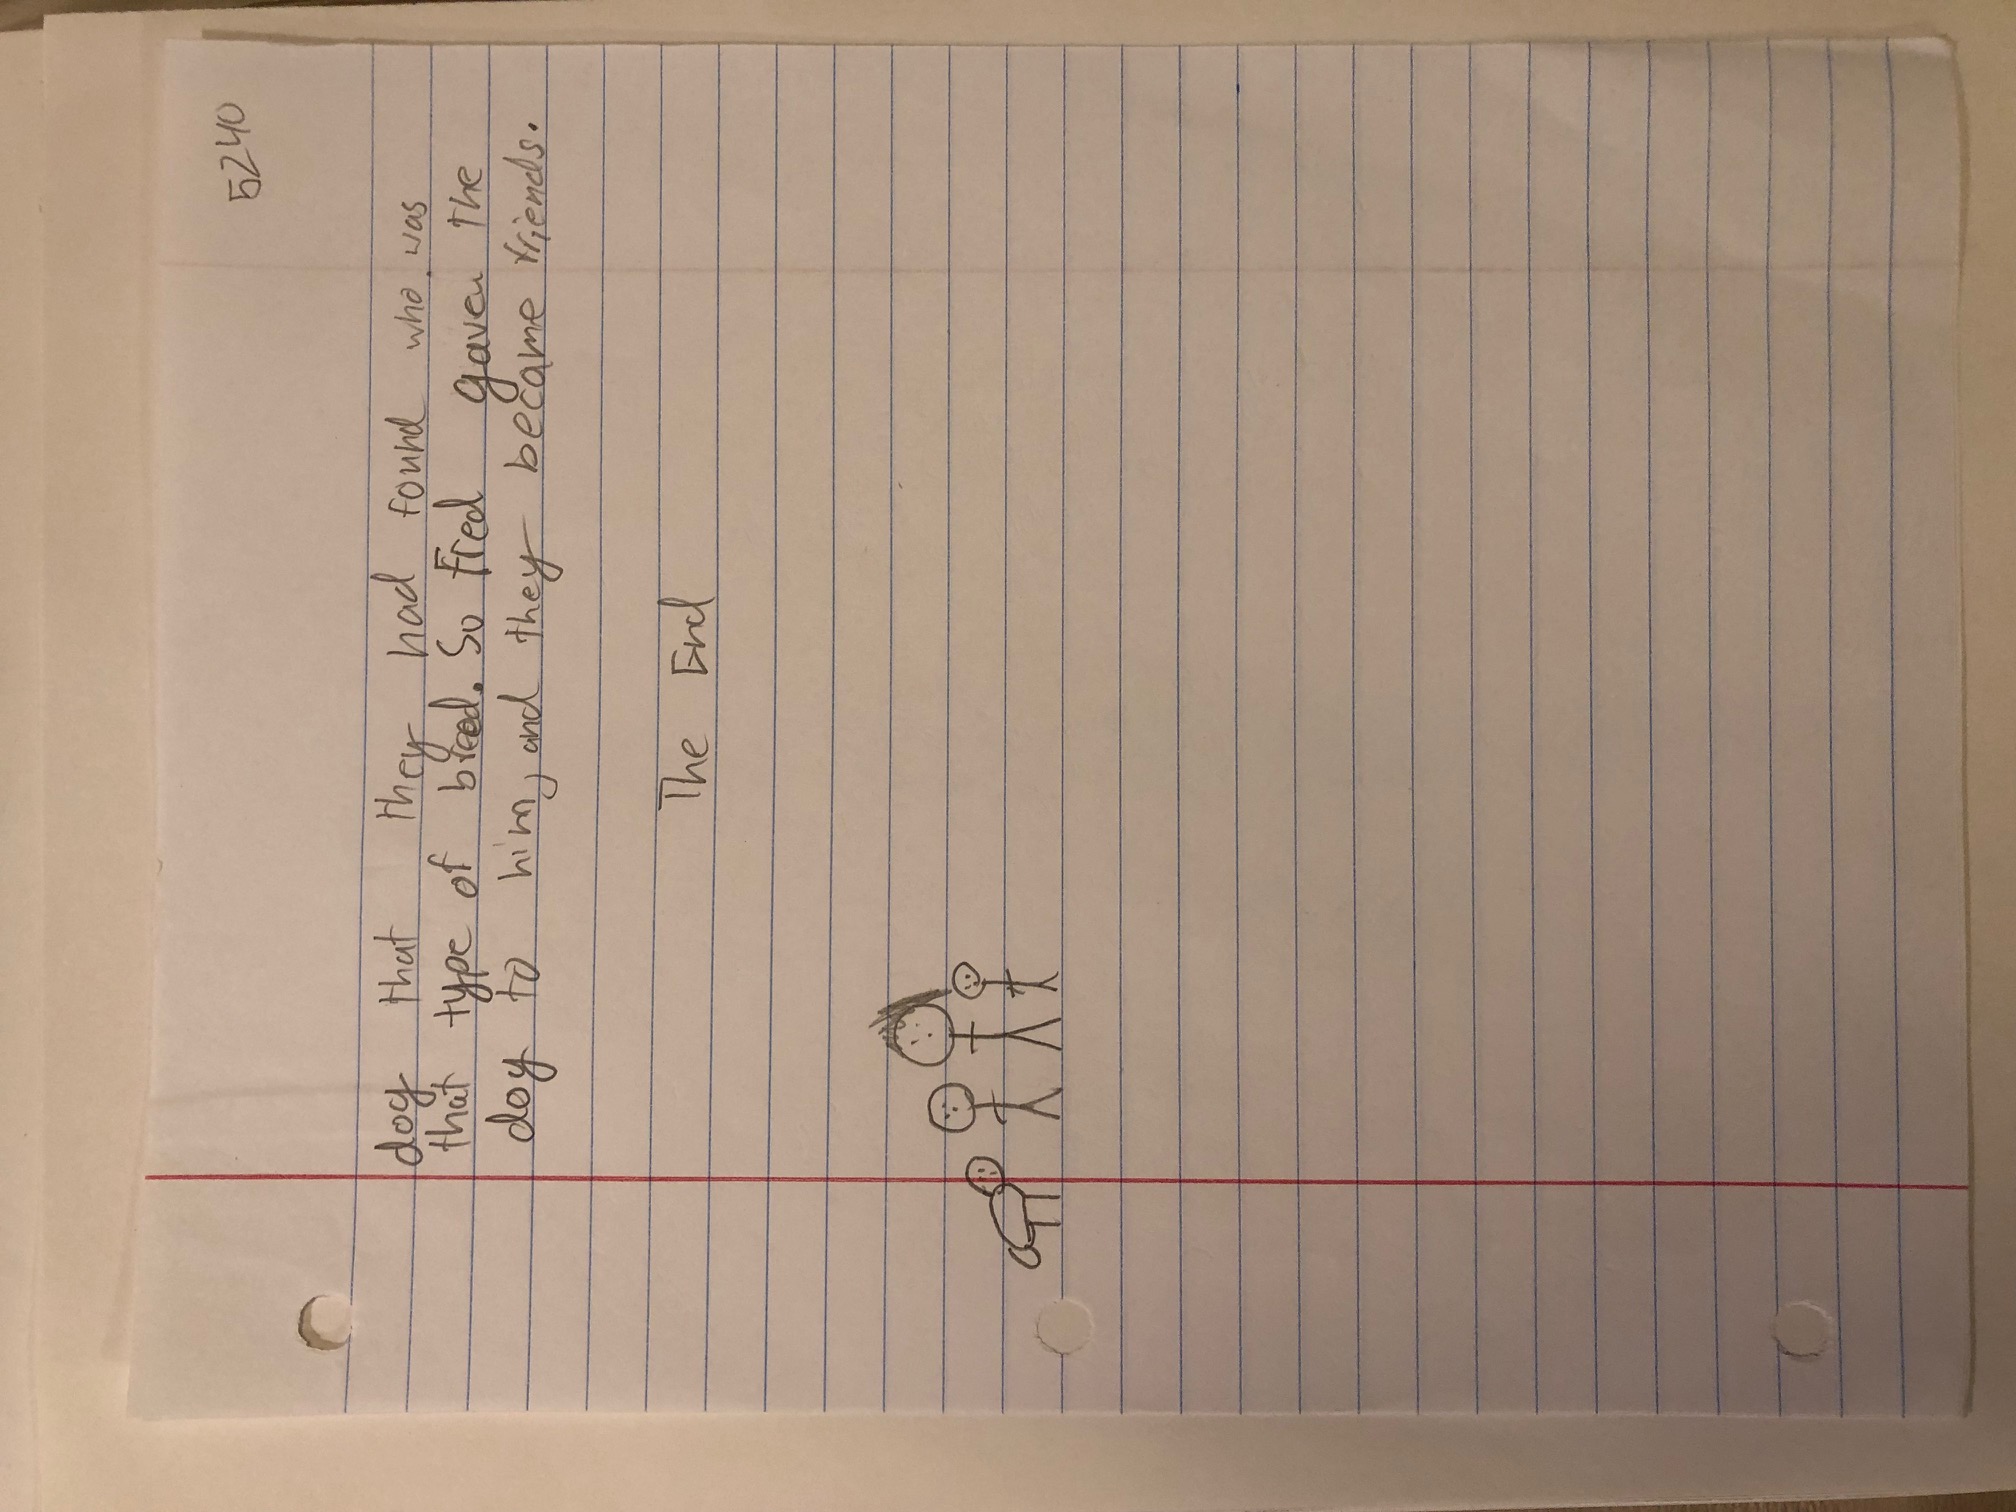 5240
dog that they had found who was
that type of breed. So Fred gaven the
dog to him, and they became friends.
The End